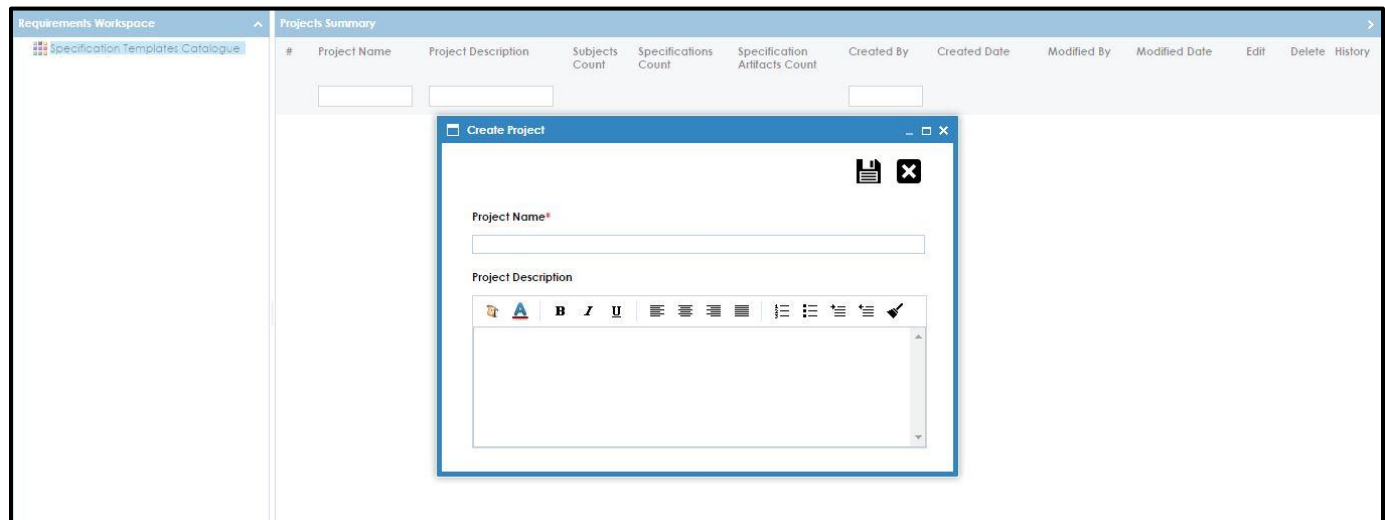 Requirements Workspace
Projects Summary
Specification Templates Catalogue
# Project Name Project Description Subjects Specifications Specification Created By Created Date Modified By Modified Date Edit Delete History
Count Count Artifacts Count
Create Project
Project Name*
Project Description
A B I U